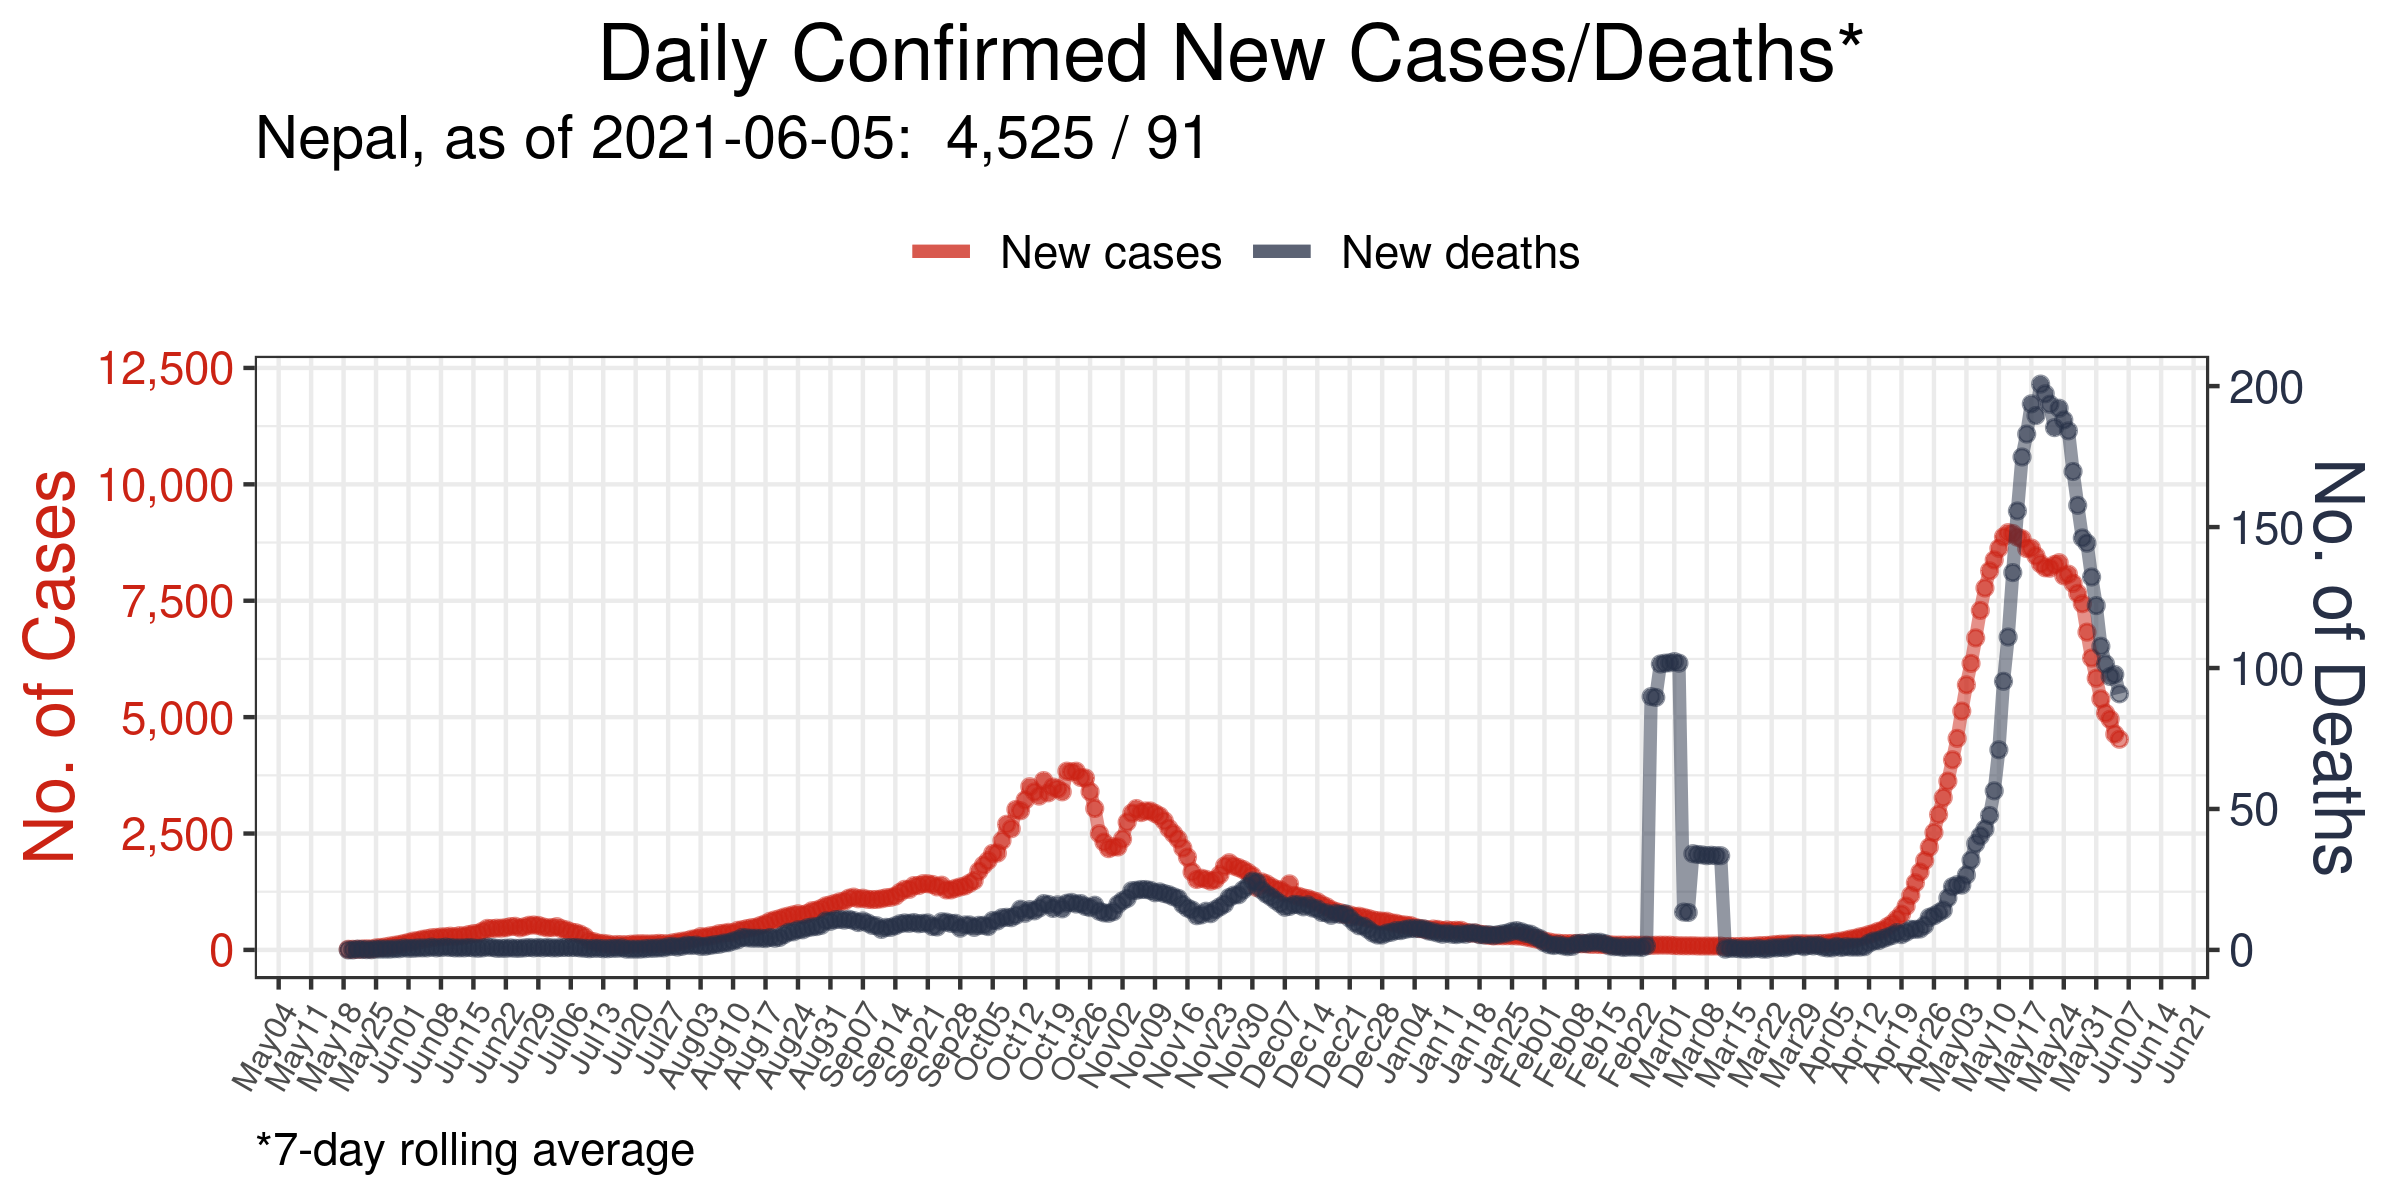 Daily Confirmed New Cases/Deaths*
Nepal, as of 2021-06-05:  4,525 / 91
New cases
New deaths
No. of Cases
12,500
10,000
7,500
5,000
2,500
0
No. of Deaths
200
150
100
50
0
May04
May11
May18
May25
Jun01
Jun08
Jun15
Jun22
Jun29
Jul06
Jul13
Jul20
Jul27
Aug03
Aug10
Aug17
Aug24
Aug31
Sep07
Sep14
Sep21
Sep28
Oct05
Oct12
Oct19
Oct26
Nov02
Nov09
Nov16
Nov23
Nov30
Dec07
Dec14
Dec21
Dec28
Jan04
Jan11
Jan18
Jan25
Feb01
Feb08
Feb15
Feb22
Mar01
Mar08
Mar15
Mar22
Mar29
Apr05
Apr12
Apr19
Apr26
May03
May10
May17
May24
May31
Jun07
Jun14
Jun21
*7-day rolling average